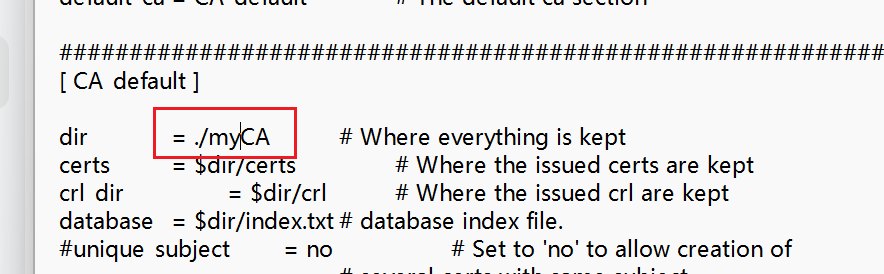 default ca = CA default # The default ca section
################################################################
[ CA default ]
dir = ./myCA # Where everything is kept
certs = $dir/certs # Where the issued certs are kept
crl dir = $dir/crl # Where the issued crl are kept
database = $dir/index.txt # database index file.
#unique subject = no # Set to 'no' to allow creation of
# several certs with same subject.